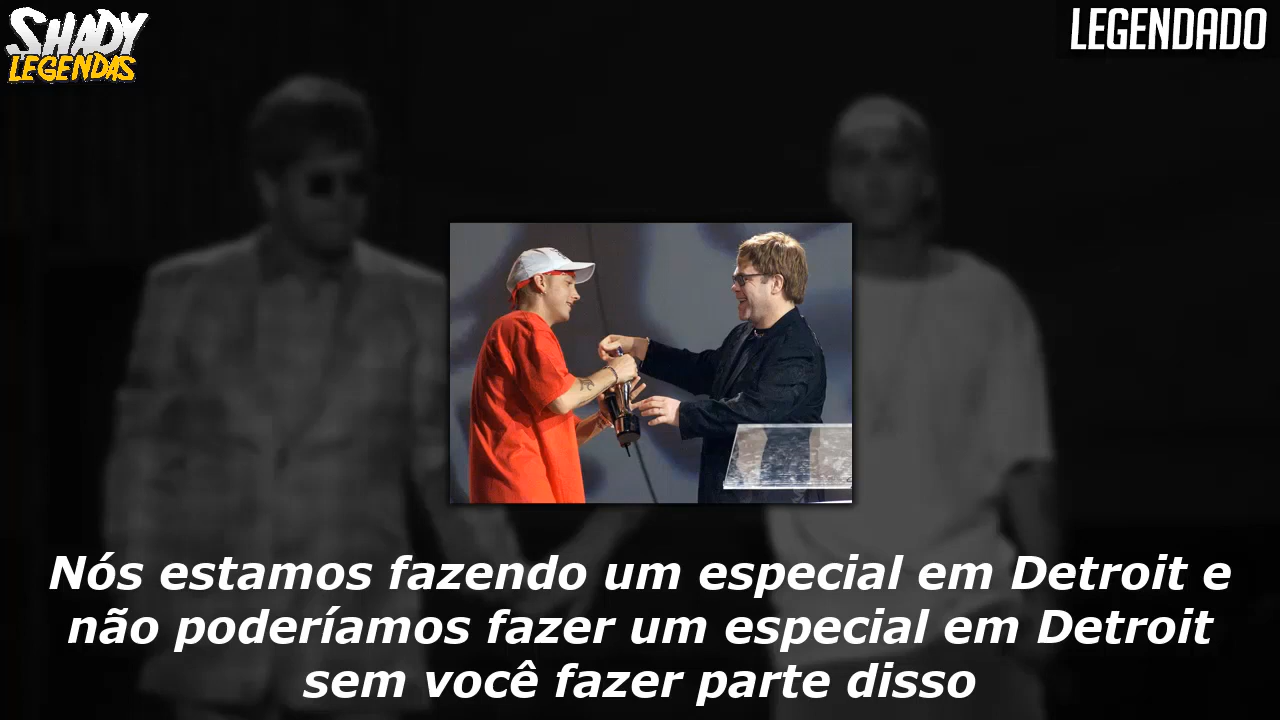 SHADY
LEGENDAS
LEGENDADO
Nós estamos fazendo um especial em Detroit e
não poderíamos fazer um especial em Detroit
sem você fazer parte disso